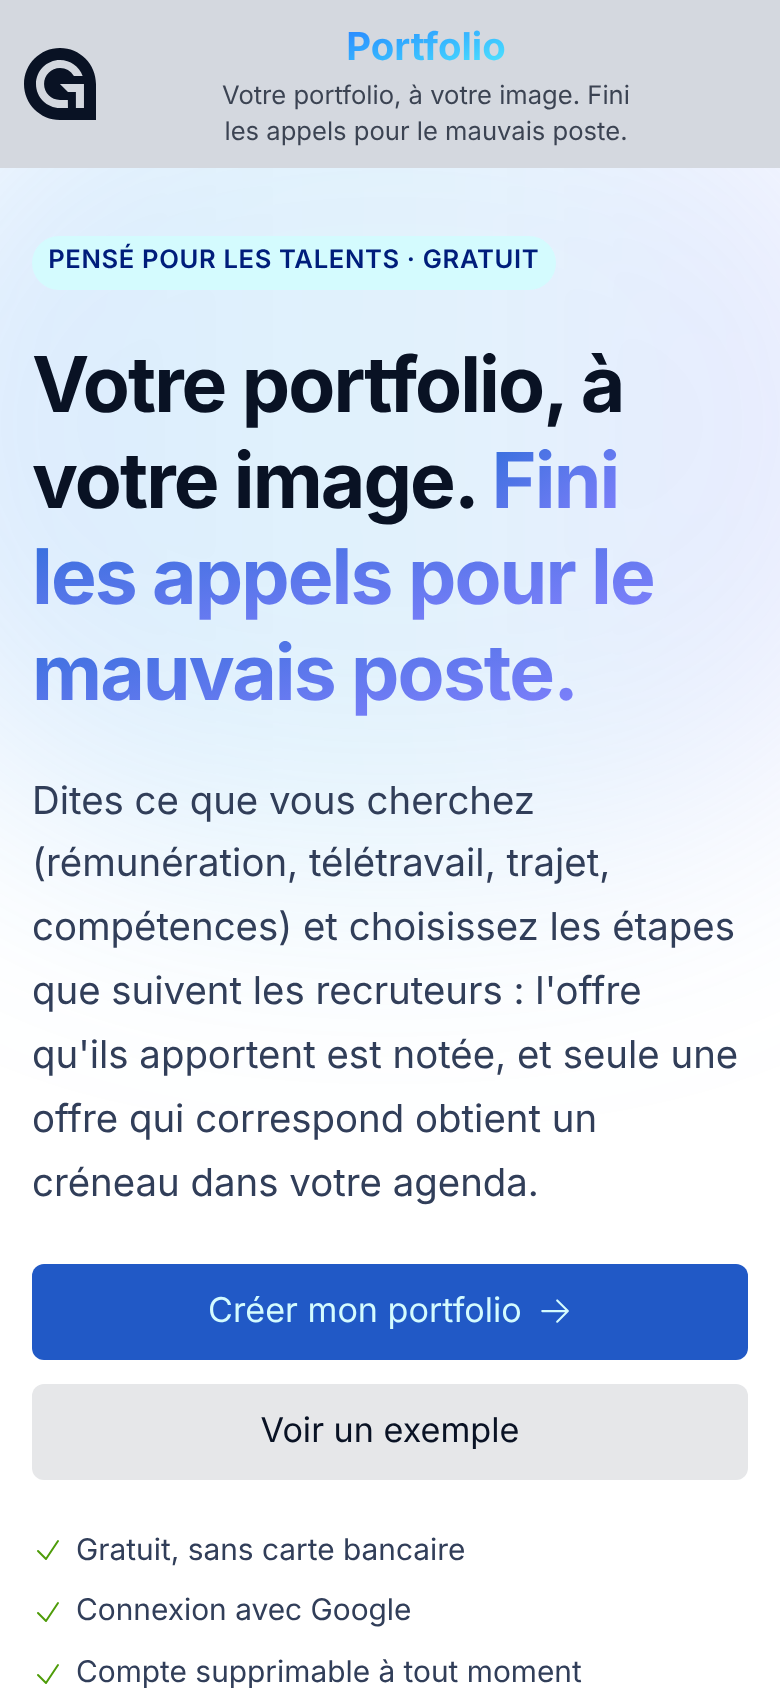 Portfolio
Votre portfolio, à votre image. Fini
les appels pour le mauvais poste.
PENSÉ POUR LES TALENTS · GRATUIT
Votre portfolio, à
votre image. Fini
les appels pour le
mauvais poste.
Dites ce que vous cherchez
(rémunération, télétravail, trajet,
compétences) et choisissez les étapes
que suivent les recruteurs : l'offre
qu'ils apportent est notée, et seule une
offre qui correspond obtient un
créneau dans votre agenda.
Créer mon portfolio →
Voir un exemple
Gratuit, sans carte bancaire
Connexion avec Google
Compte supprimable à tout moment